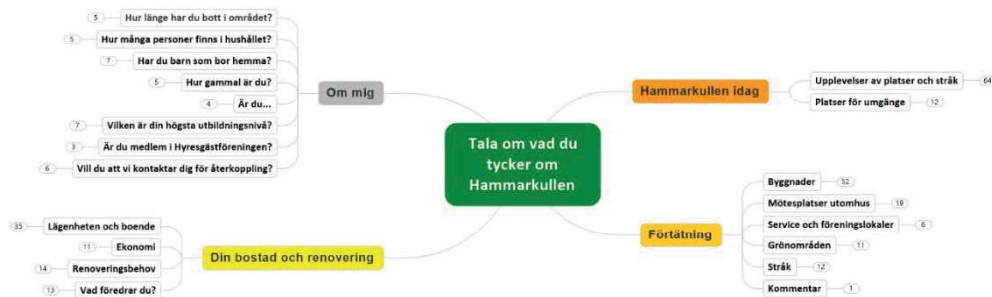 Tala om vad du
tycker om
Hammarkullen
Om mig
5 Hur länge har du bott i området?
5 Hur många personer finns i hushållet?
7 Har du barn som bor hemma?
5 Hur gammal är du?
4 Är du...
7 Vilken är din högsta utbildningsnivå?
3 Är du medlem i Hyresgästföreningen?
6 Vill du att vi kontaktar dig för återkoppling?
Din bostad och renovering
35 Lägenheten och boende
11 Ekonomi
14 Renoveringsbehov
13 Vad föredrar du?
Hammarkullen idag
Upplevelser av platser och stråk 64
Platser för umgänge 12
Förtätning
Byggnader 52
Mötesplatser utomhus 19
Service och föreningslokaler 6
Grönområden 11
Stråk 12
Kommentar 1